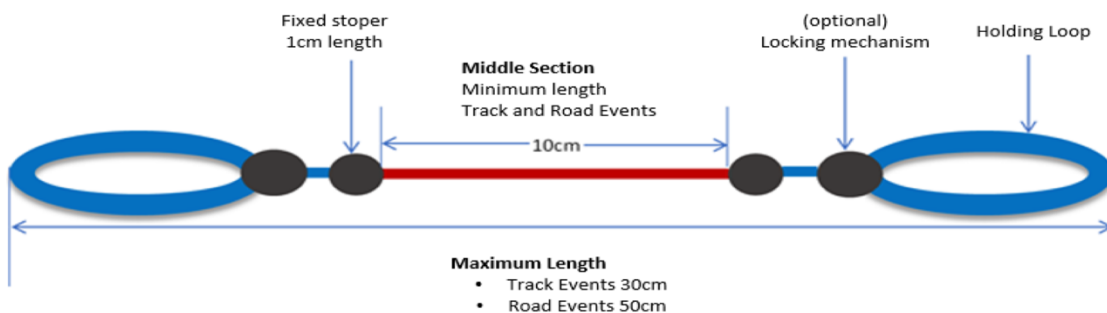 Fixed stoper
1cm length
(optional)
Locking mechanism
Holding Loop
Middle Section
Minimum length
Track and Road Events
10cm
Maximum Length
• Track Events 30cm
• Road Events 50cm